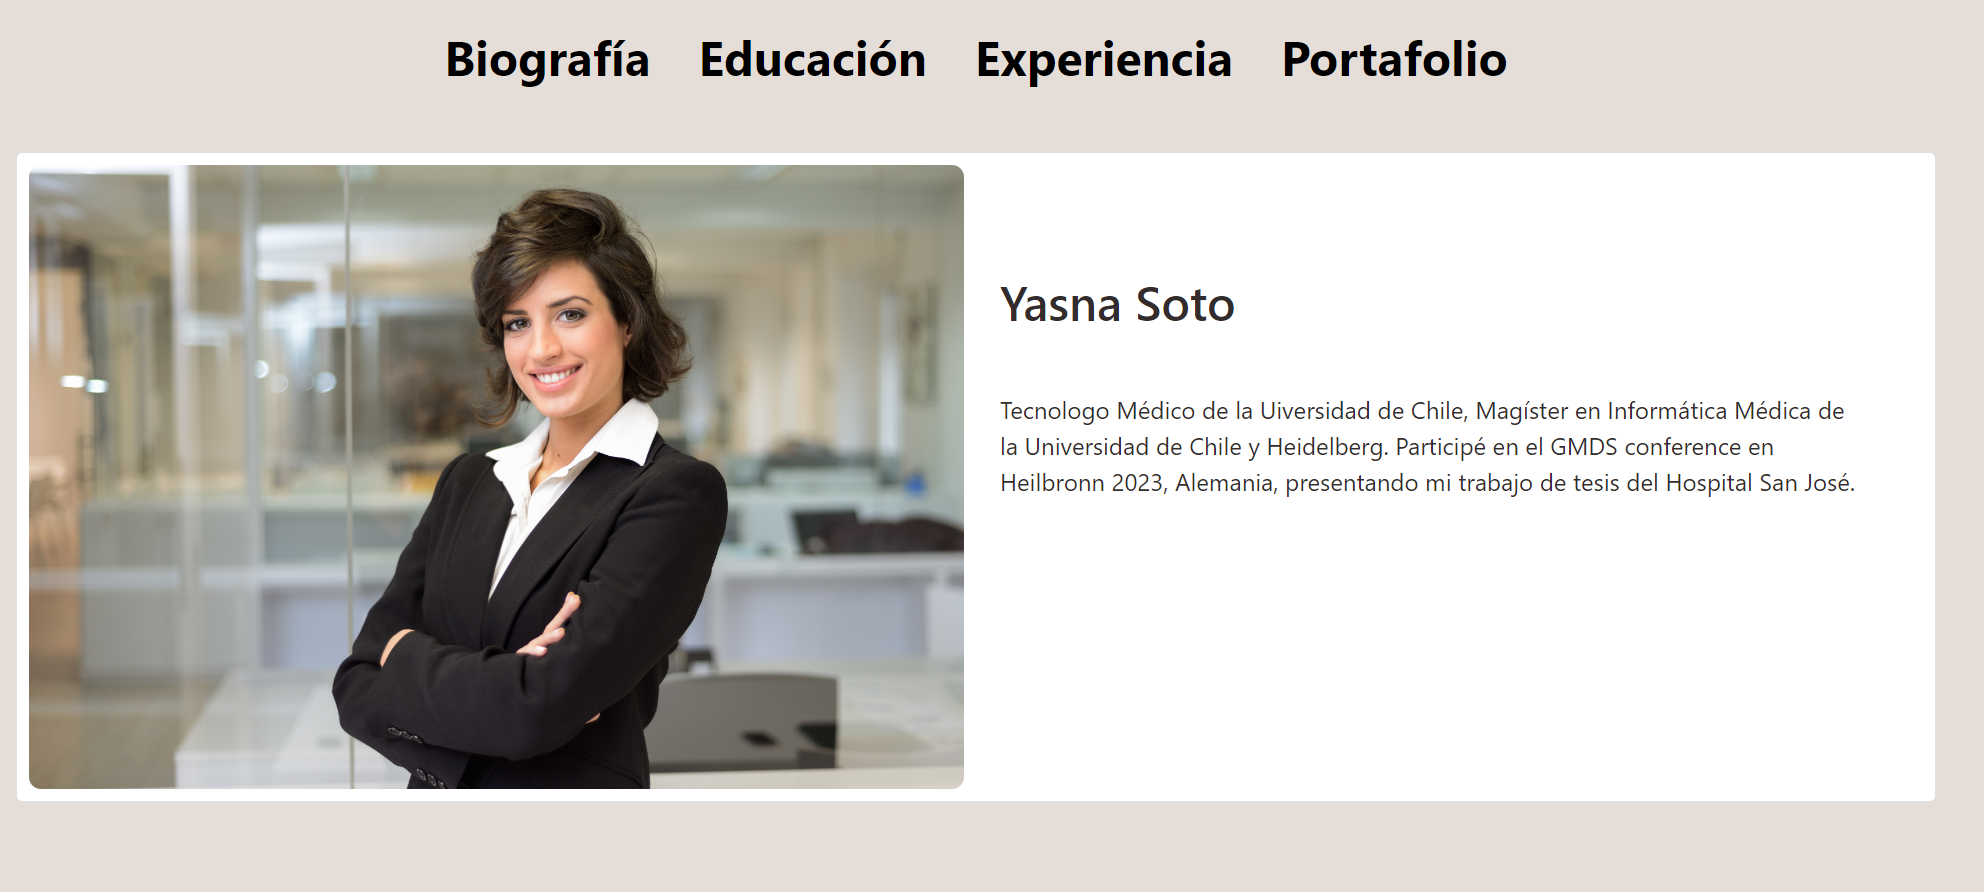 Biografía Educación Experiencia Portafolio
Yasna Soto
Tecnologo Médico de la Uiversidad de Chile, Magíster en Informática Médica de
la Universidad de Chile y Heidelberg. Participé en el GMDS conference en
Heilbronn 2023, Alemania, presentando mi trabajo de tesis del Hospital San José.